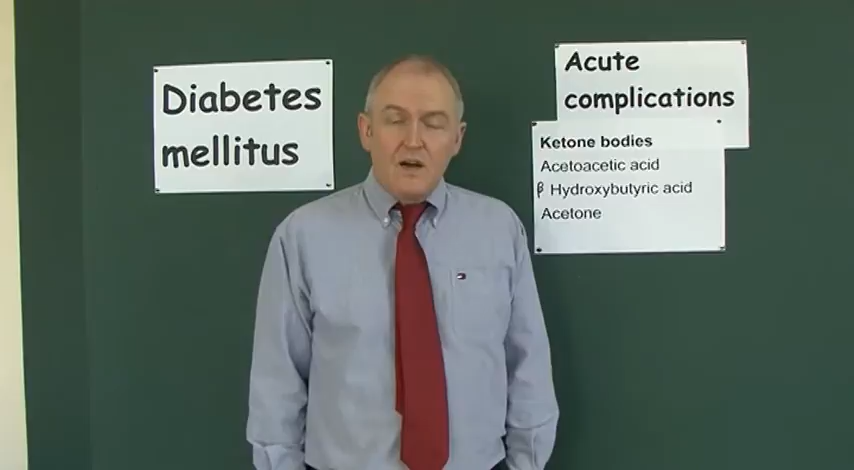 Diabetes
mellitus
Acute
complications
Ketone bodies
Acetoacetic acid
β Hydroxybutyric acid
Acetone